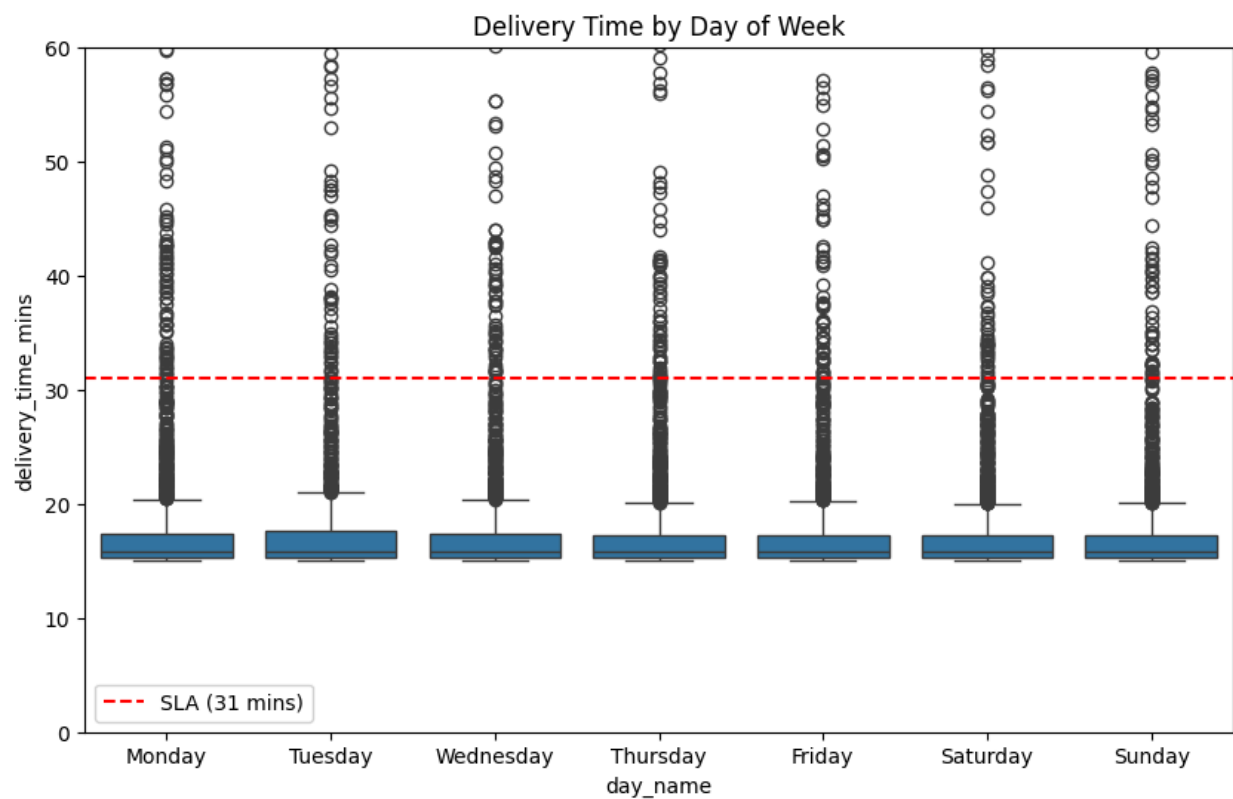 Delivery Time by Day of Week
60
50
40
30
20
10
0
delivery_time_mins
SLA (31 mins)
Monday Tuesday Wednesday Thursday Friday Saturday Sunday
day_name